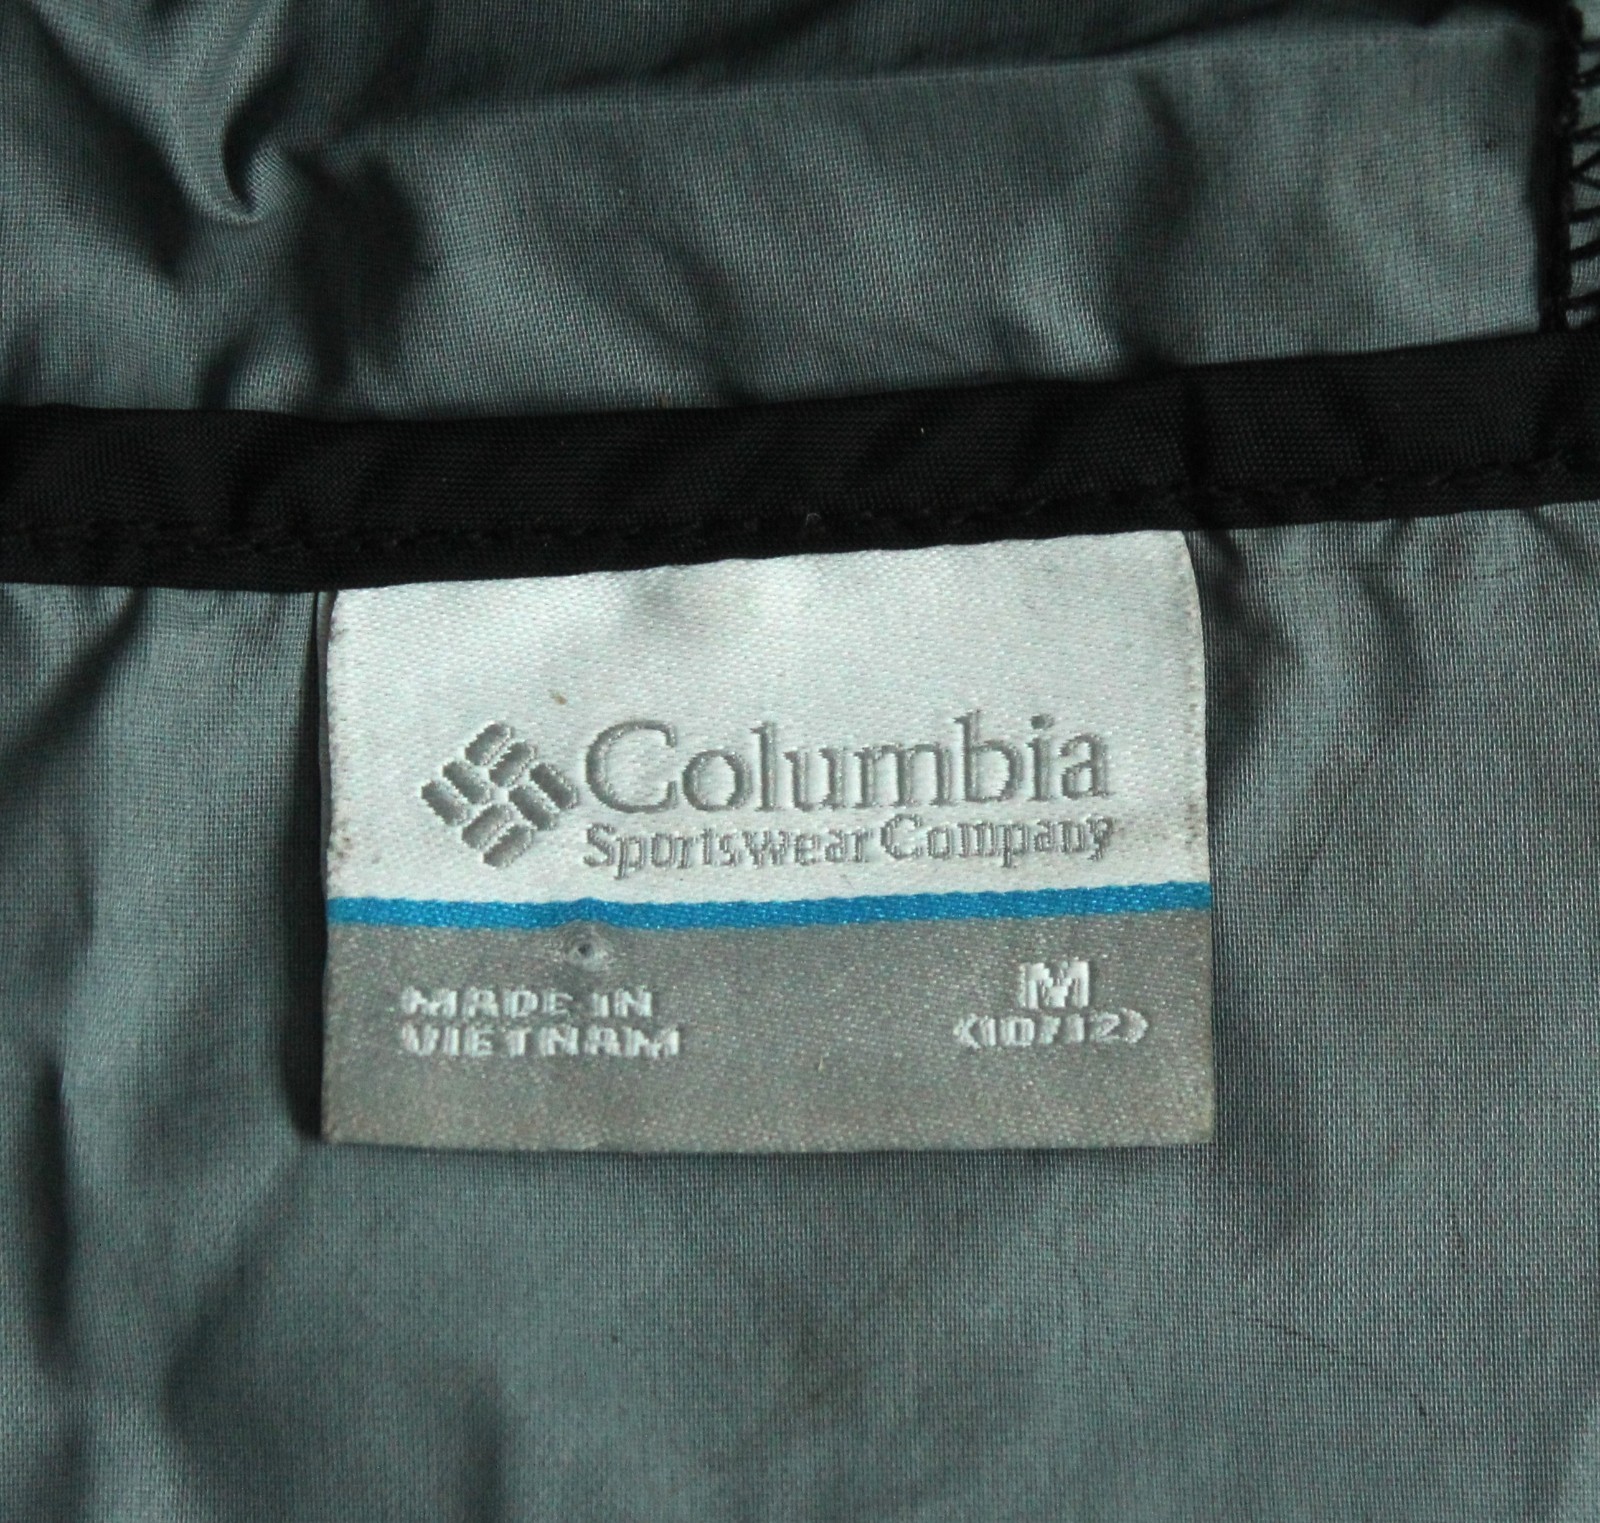 Columbia
Sportswear Company
MADE IN
VIETNAM
M
(10/12)